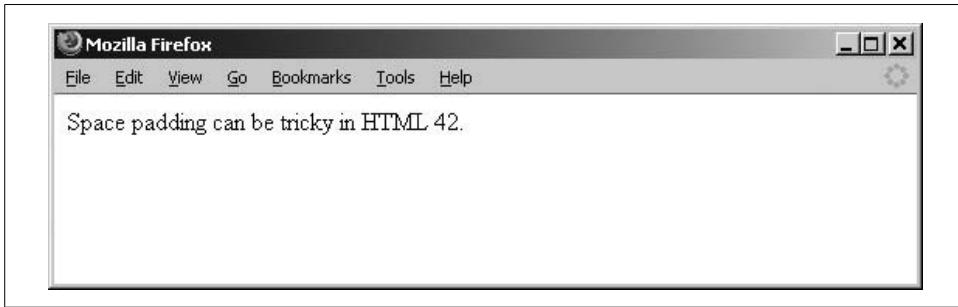 Mozilla Firefox
File Edit View Go Bookmarks Tools Help
Space padding can be tricky in HTML 42.